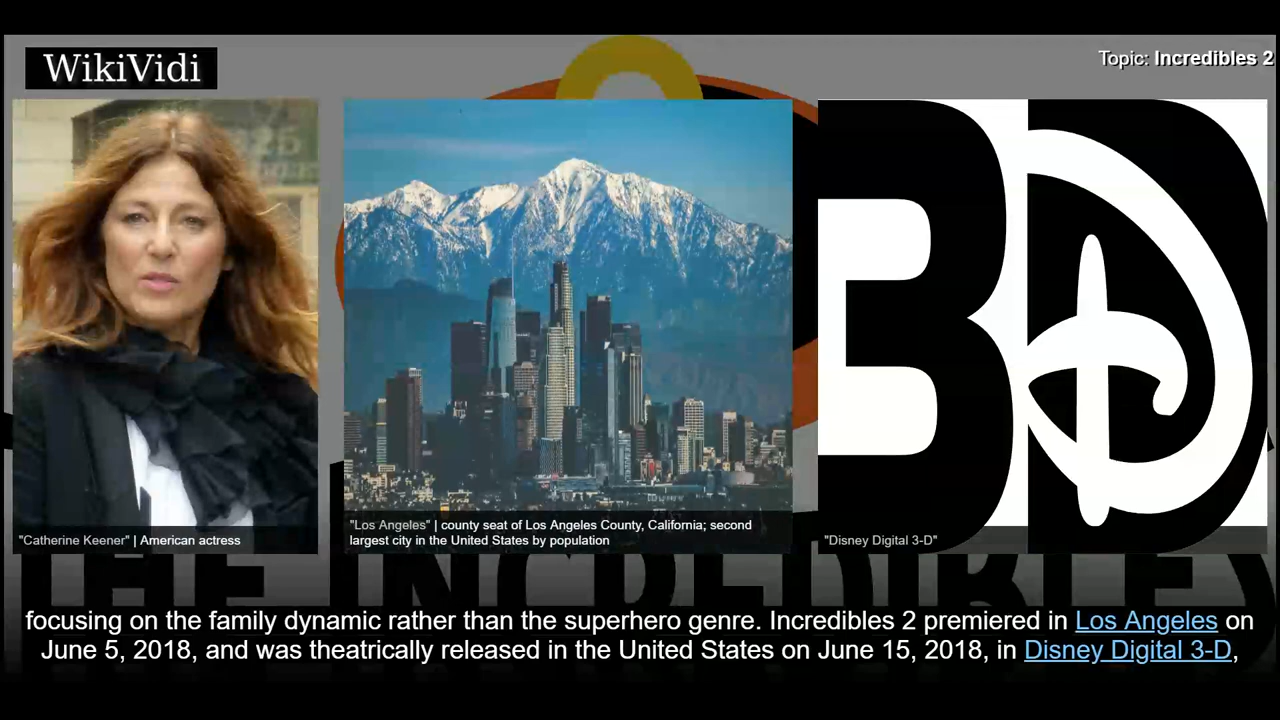 WikiVidi
Topic: Incredibles 2
"Catherine Keener" | American actress
"Los Angeles" | county seat of Los Angeles County, California; second
largest city in the United States by population
3D
"Disney Digital 3-D"
THE INCREDIBLES
focusing on the family dynamic rather than the superhero genre. Incredibles 2 premiered in Los Angeles on
June 5, 2018, and was theatrically released in the United States on June 15, 2018, in Disney Digital 3-D,